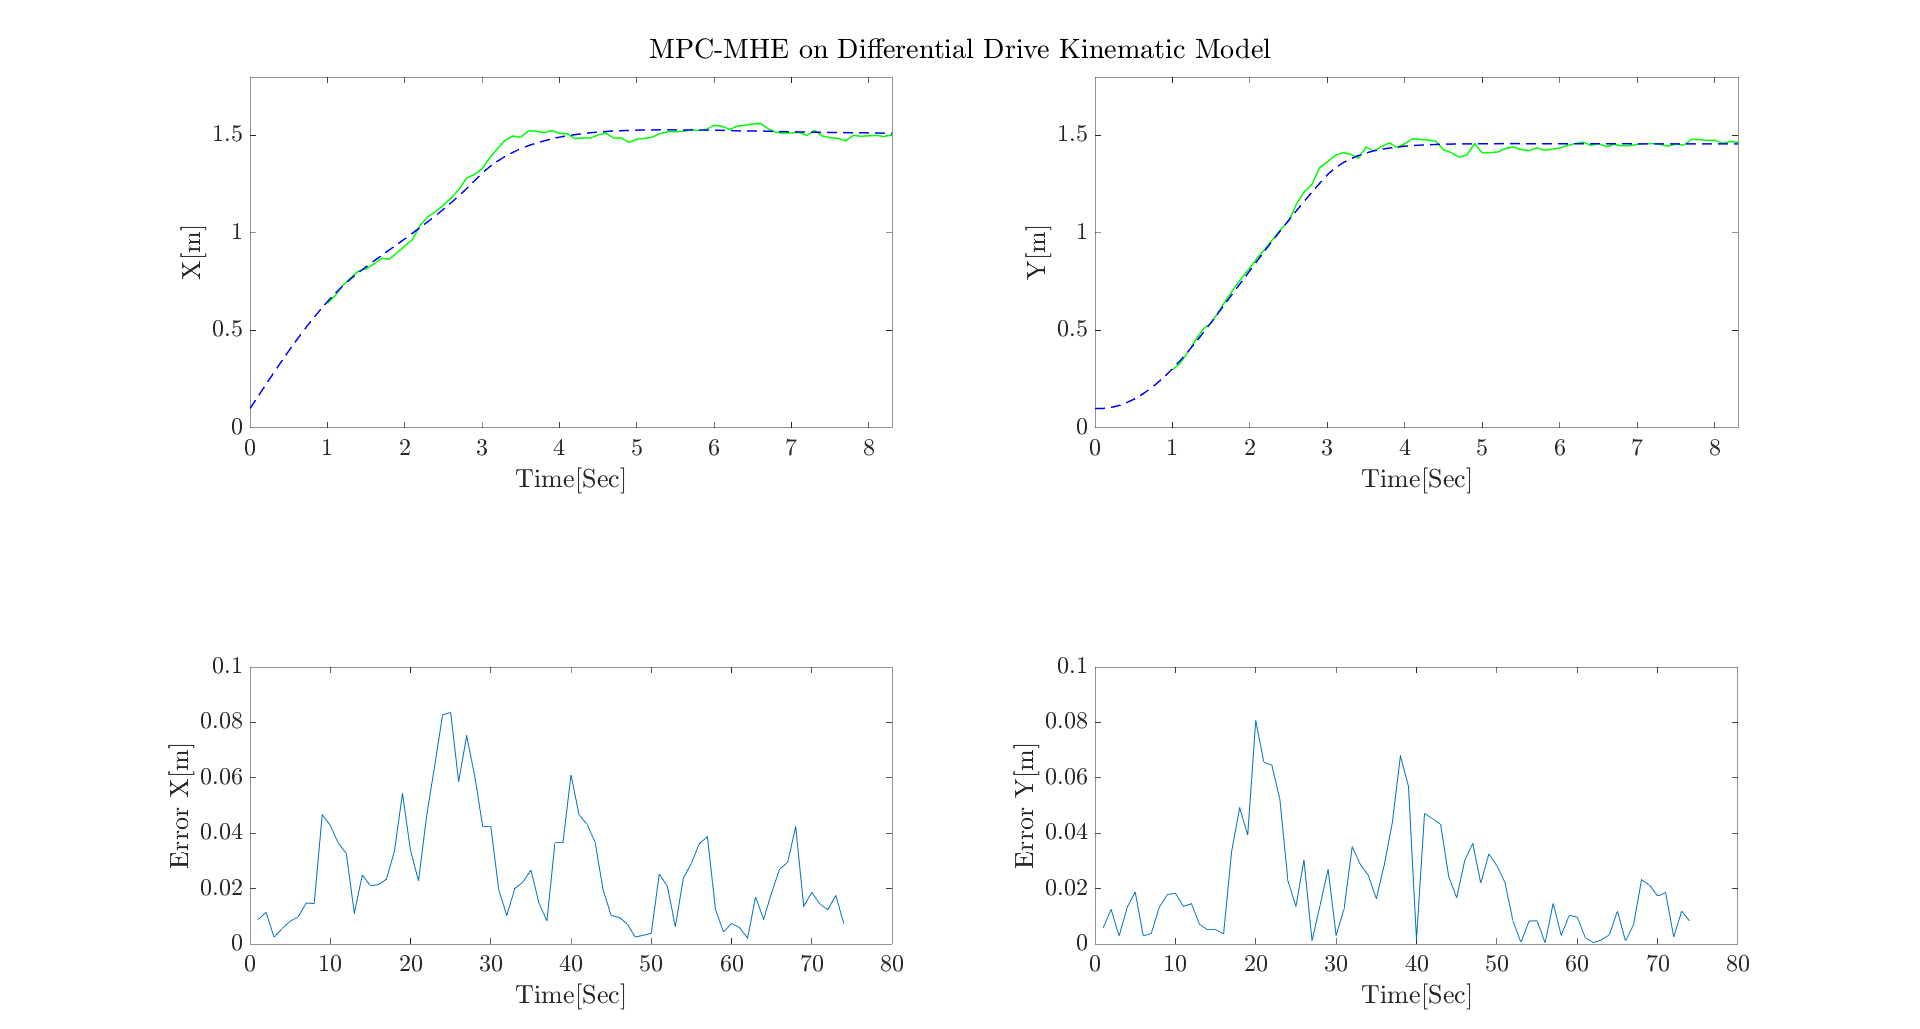 MPC-MHE on Differential Drive Kinematic Model
1.5
1
0.5
0
X[m]
0 1 2 3 4 5 6 7 8
Time[Sec]
1.5
1
0.5
0
Y[m]
0 1 2 3 4 5 6 7 8
Time[Sec]
0.1
0.08
0.06
0.04
0.02
0
Error X[m]
0 10 20 30 40 50 60 70 80
Time[Sec]
0.1
0.08
0.06
0.04
0.02
0
Error Y[m]
0 10 20 30 40 50 60 70 80
Time[Sec]